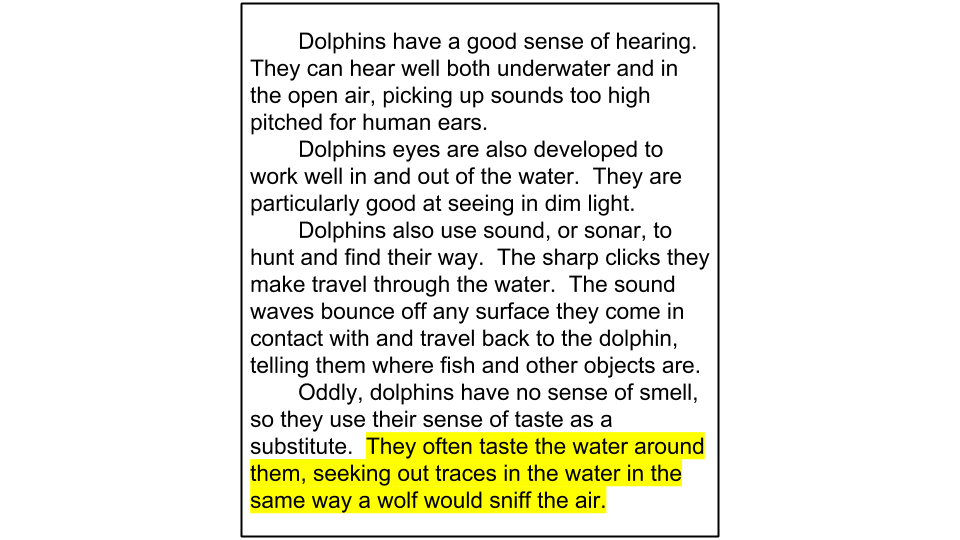 Dolphins have a good sense of hearing.
They can hear well both underwater and in
the open air, picking up sounds too high
pitched for human ears.
Dolphins eyes are also developed to
work well in and out of the water.  They are
particularly good at seeing in dim light.
Dolphins also use sound, or sonar, to
hunt and find their way.  The sharp clicks they
make travel through the water.  The sound
waves bounce off any surface they come in
contact with and travel back to the dolphin,
telling them where fish and other objects are.
Oddly, dolphins have no sense of smell,
so they use their sense of taste as a
substitute.  They often taste the water around
them, seeking out traces in the water in the
same way a wolf would sniff the air.